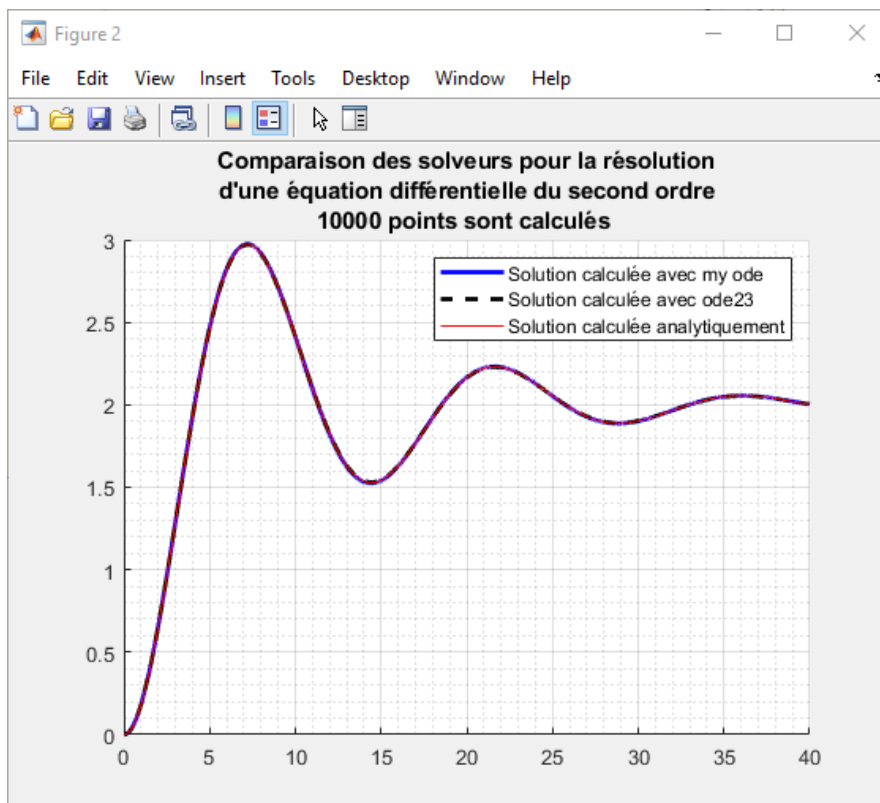 Figure 2
File Edit View Insert Tools Desktop Window Help
Comparaison des solveurs pour la résolution
d'une équation différentielle du second ordre
10000 points sont calculés
Solution calculée avec my ode
Solution calculée avec ode23
Solution calculée analytiquement
3
2.5
2
1.5
1
0.5
0
0 5 10 15 20 25 30 35 40